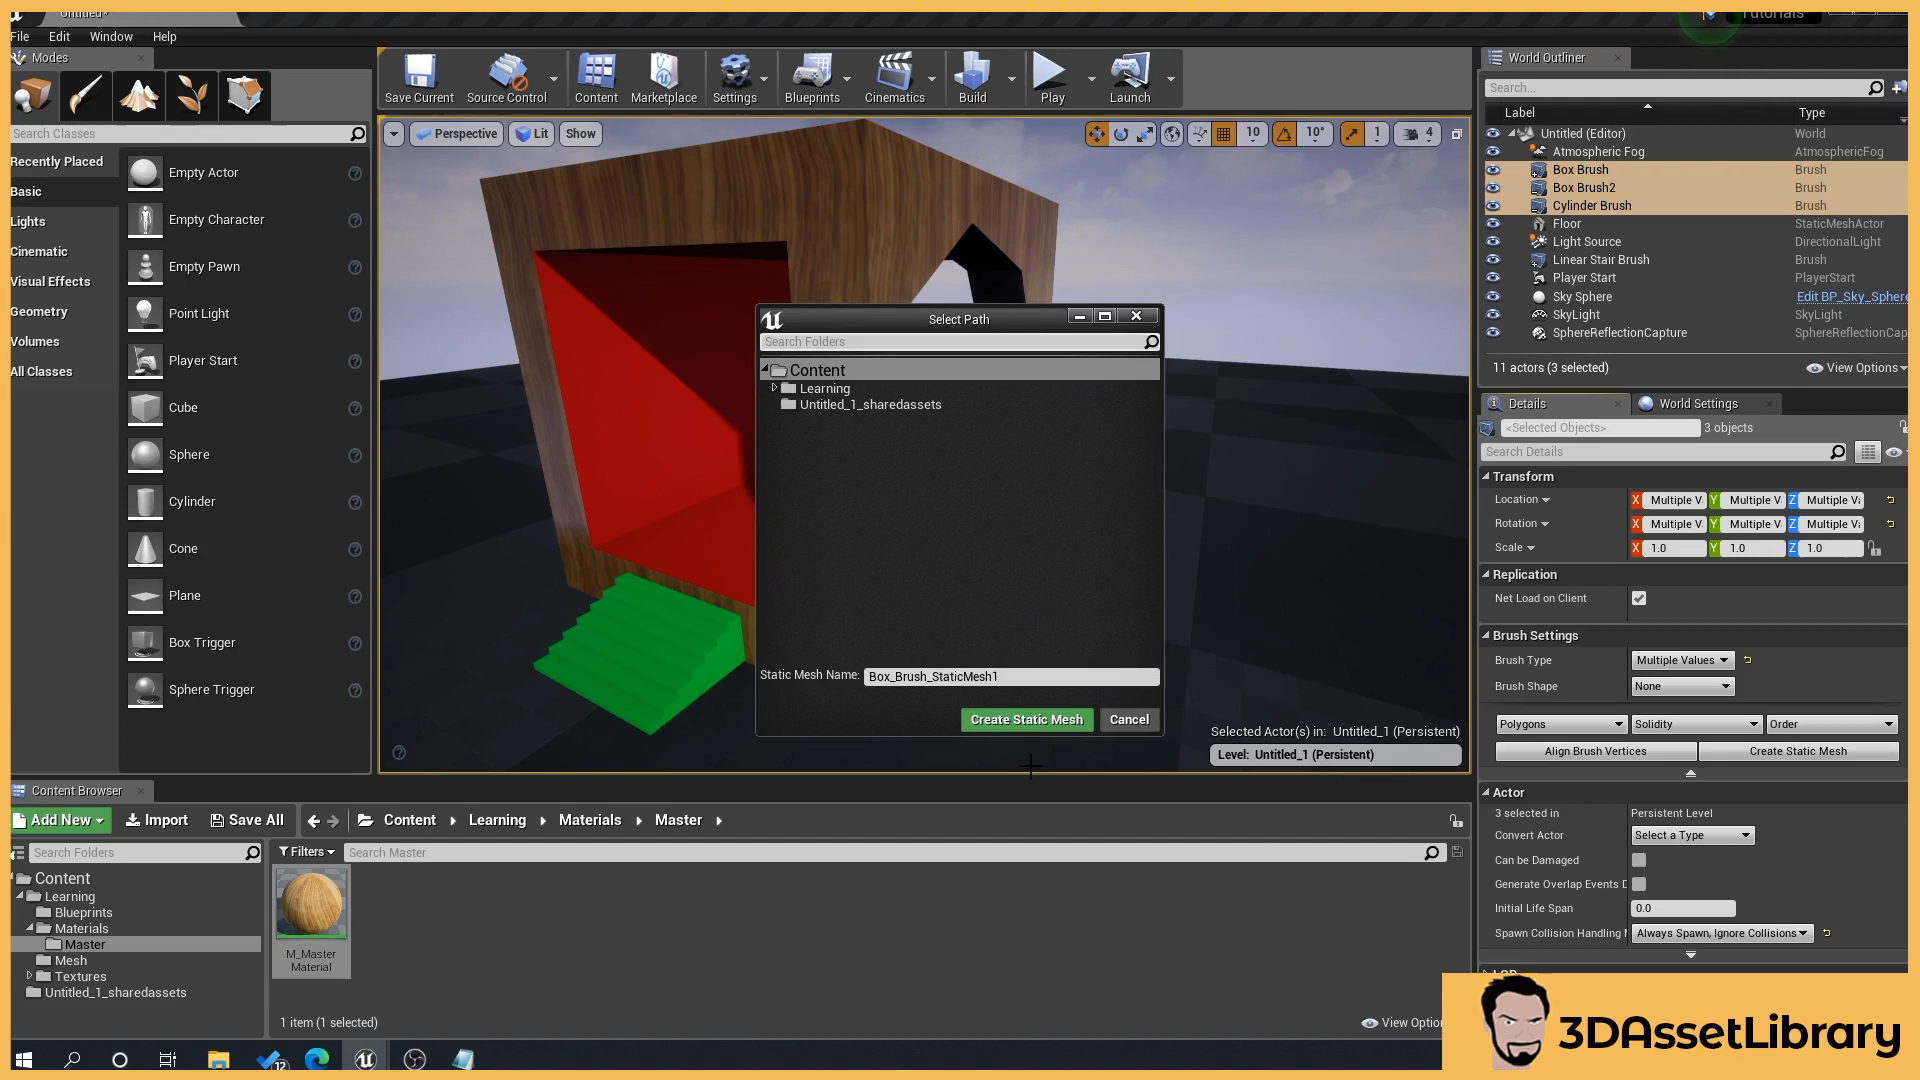 Untitled*
Tutorials
File Edit Window Help
Modes
Search Classes
Recently Placed
Basic
Lights
Cinematic
Visual Effects
Geometry
Volumes
All Classes
Empty Actor
Empty Character
Empty Pawn
Point Light
Player Start
Cube
Sphere
Cylinder
Cone
Plane
Box Trigger
Sphere Trigger
Save Current Source Control Content Marketplace Settings Blueprints Cinematics Build Play Launch
Perspective Lit Show
10 10° 1 4
Select Path
Search Folders
Content
Learning
Untitled_1_sharedassets
Static Mesh Name: Box_Brush_StaticMesh1
Create Static Mesh Cancel
Selected Actor(s) in: Untitled_1 (Persistent)
Level: Untitled_1 (Persistent)
World Outliner
Search...
Label Type
Untitled (Editor) World
Atmospheric Fog AtmosphericFog
Box Brush Brush
Box Brush2 Brush
Cylinder Brush Brush
Floor StaticMeshActor
Light Source DirectionalLight
Linear Stair Brush Brush
Player Start PlayerStart
Sky Sphere Edit BP_Sky_Sphere
SkyLight SkyLight
SphereReflectionCapture SphereReflectionCap
11 actors (3 selected) View Options
Details World Settings
<Selected Objects> 3 objects
Search Details
Transform
Location X Multiple V Y Multiple V Z Multiple V
Rotation X Multiple V Y Multiple V Z Multiple V
Scale X 1.0 Y 1.0 Z 1.0
Replication
Net Load on Client
Brush Settings
Brush Type Multiple Values
Brush Shape None
Polygons Solidity Order
Align Brush Vertices Create Static Mesh
Actor
3 selected in Persistent Level
Convert Actor Select a Type
Can be Damaged
Generate Overlap Events D
Initial Life Span 0.0
Spawn Collision Handling Always Spawn, Ignore Collisions
LOD
Content Browser
Add New Import Save All Content Learning Materials Master
Search Folders
Filters Search Master
Content
Learning
Blueprints
Materials
Master
Mesh
Textures
Untitled_1_sharedassets
M_Master
Material
1 item (1 selected) View Optio
12
3DAssetLibrary